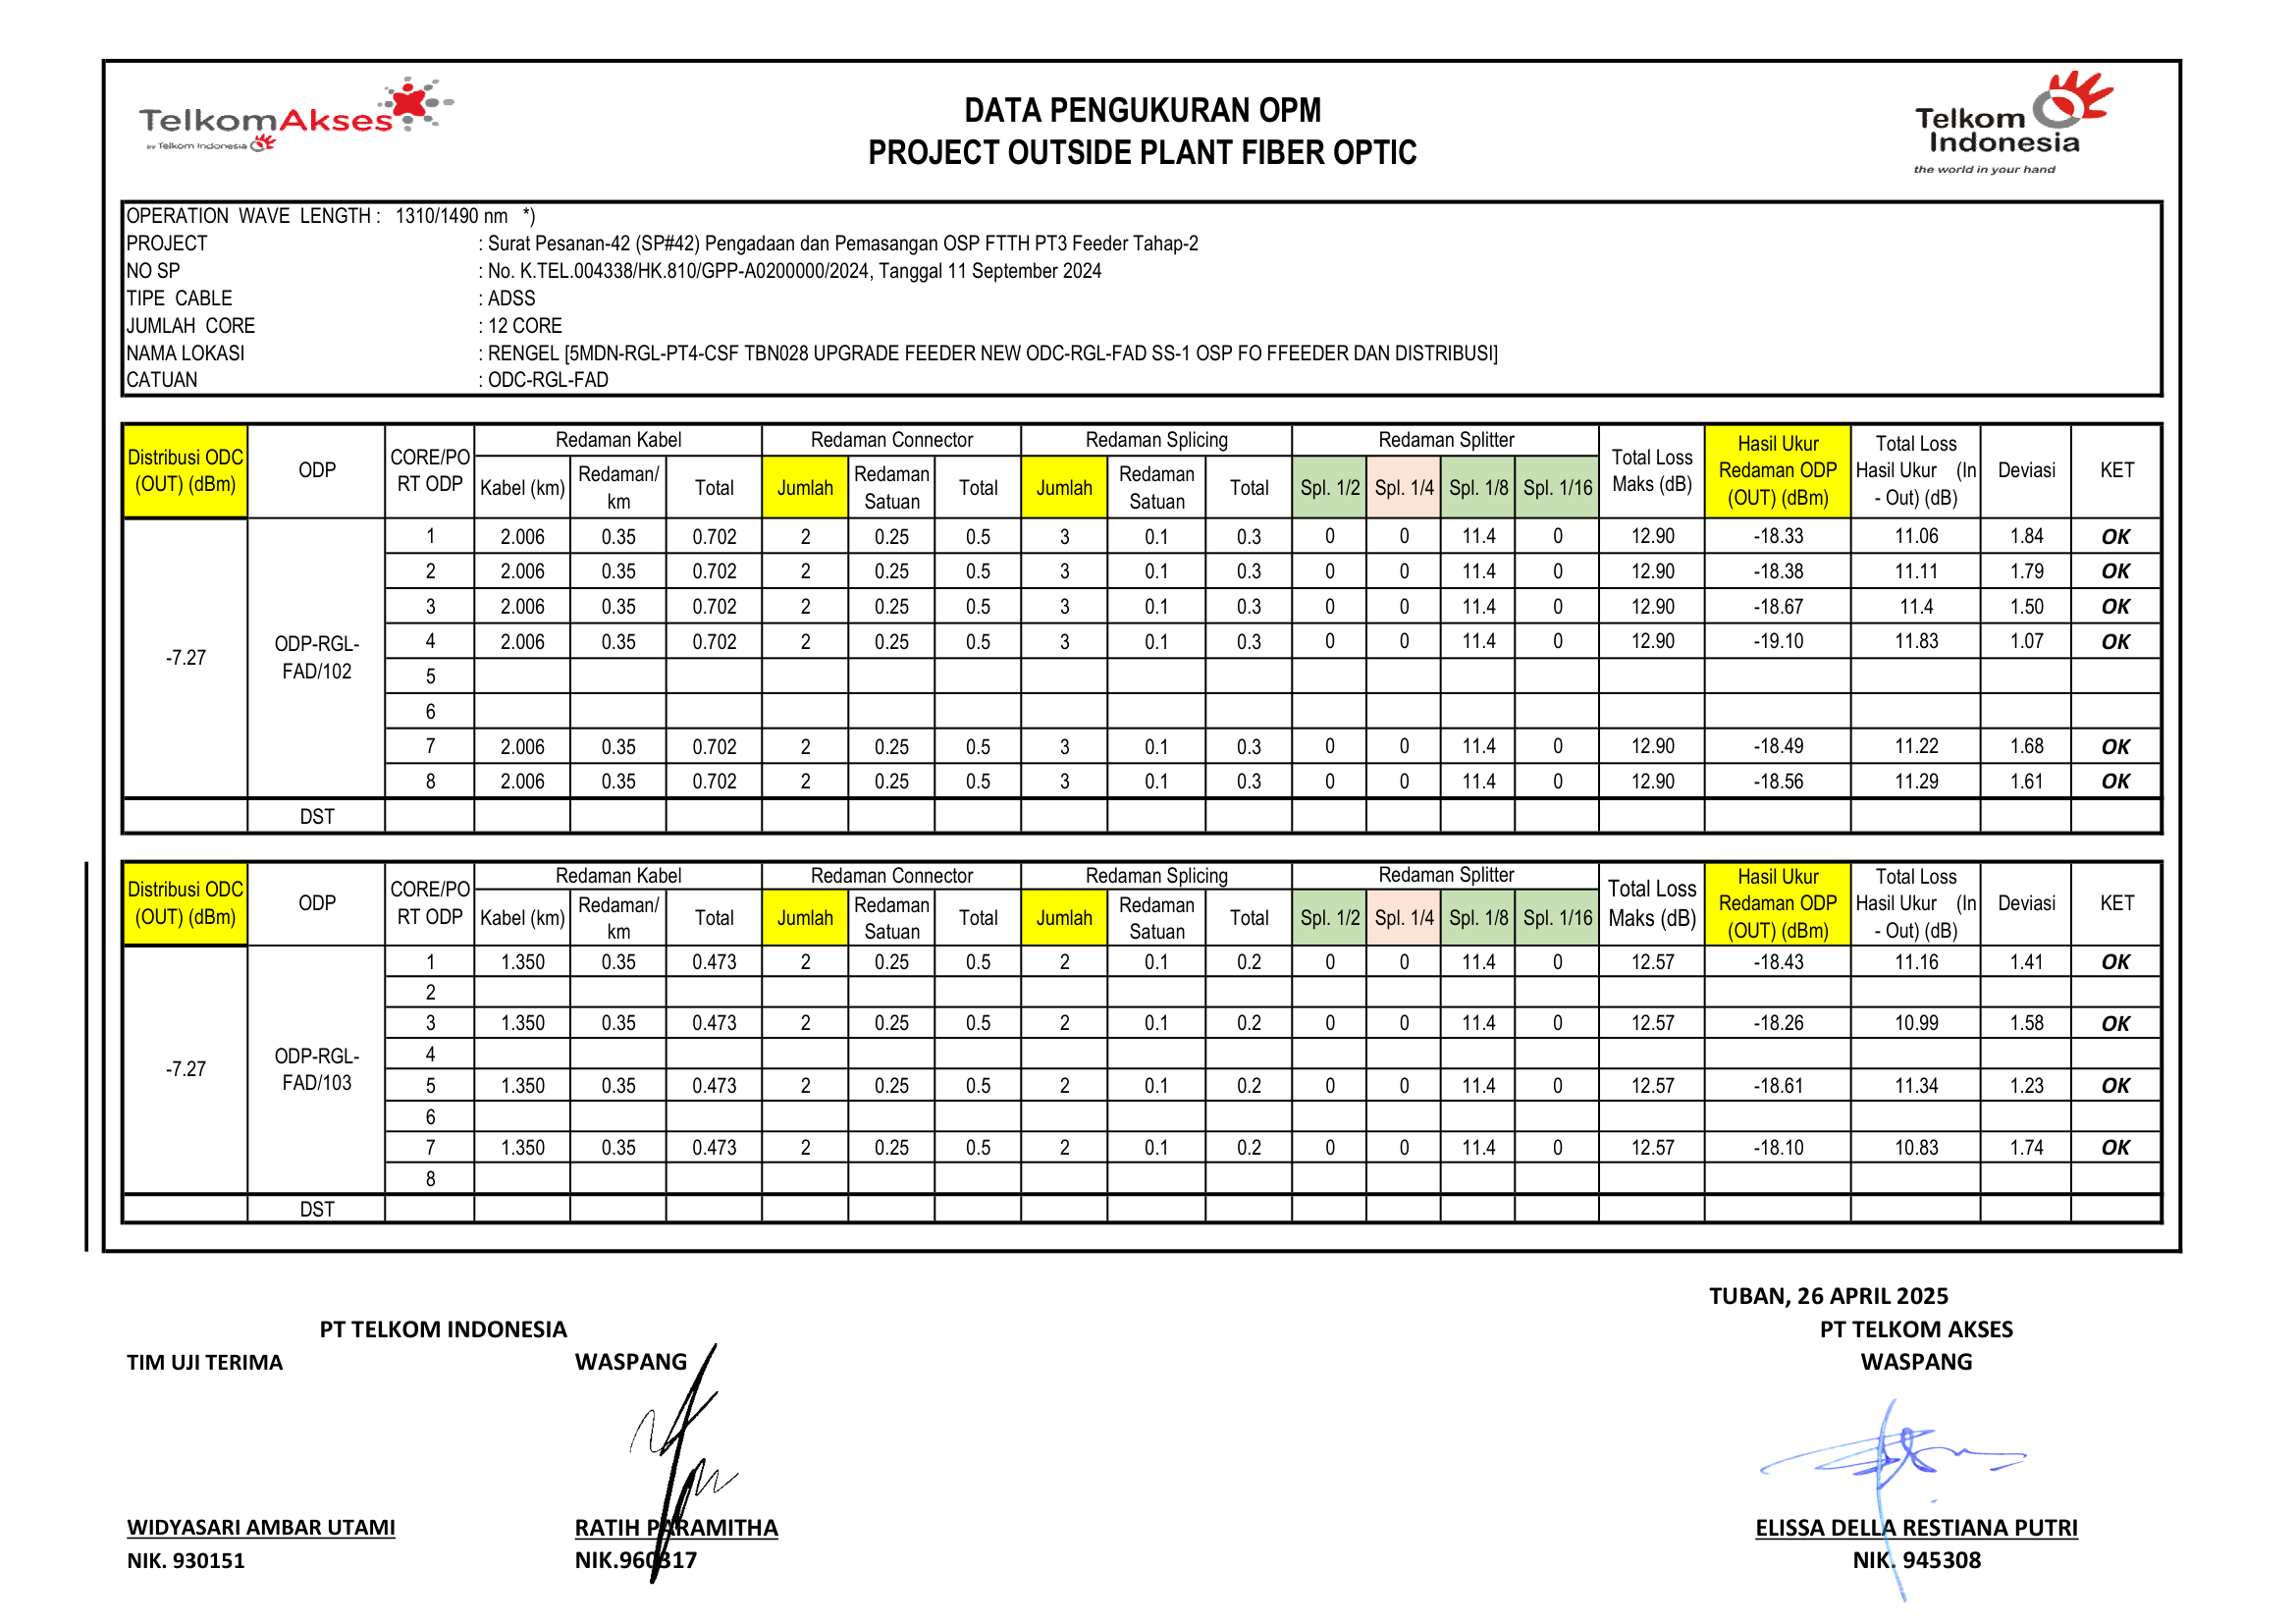 TelkomAkses
by Telkom Indonesia
DATA PENGUKURAN OPM
PROJECT OUTSIDE PLANT FIBER OPTIC
Telkom
Indonesia
the world in your hand
OPERATION WAVE LENGTH : 1310/1490 nm *)
PROJECT : Surat Pesanan-42 (SP#42) Pengadaan dan Pemasangan OSP FTTH PT3 Feeder Tahap-2
NO SP : No. K.TEL.004338/HK.810/GPP-A0200000/2024, Tanggal 11 September 2024
TIPE CABLE : ADSS
JUMLAH CORE : 12 CORE
NAMA LOKASI : RENGEL [5MDN-RGL-PT4-CSF TBN028 UPGRADE FEEDER NEW ODC-RGL-FAD SS-1 OSP FO FFEEDER DAN DISTRIBUSI]
CATUAN : ODC-RGL-FAD
Distribusi ODC (OUT) (dBm) ODP CORE/PORT ODP Redaman Kabel Redaman Connector Redaman Splicing Redaman Splitter Total Loss Maks (dB) Hasil Ukur Redaman ODP (OUT) (dBm) Total Loss Hasil Ukur (In - Out) (dB) Deviasi KET
Kabel (km) Redaman/ km Total Jumlah Redaman Satuan Total Jumlah Redaman Satuan Total Spl. 1/2 Spl. 1/4 Spl. 1/8 Spl. 1/16
-7.27 ODP-RGL-FAD/102
1 2.006 0.35 0.702 2 0.25 0.5 3 0.1 0.3 0 0 11.4 0 12.90 -18.33 11.06 1.84 OK
2 2.006 0.35 0.702 2 0.25 0.5 3 0.1 0.3 0 0 11.4 0 12.90 -18.38 11.11 1.79 OK
3 2.006 0.35 0.702 2 0.25 0.5 3 0.1 0.3 0 0 11.4 0 12.90 -18.67 11.4 1.50 OK
4 2.006 0.35 0.702 2 0.25 0.5 3 0.1 0.3 0 0 11.4 0 12.90 -19.10 11.83 1.07 OK
5
6
7 2.006 0.35 0.702 2 0.25 0.5 3 0.1 0.3 0 0 11.4 0 12.90 -18.49 11.22 1.68 OK
8 2.006 0.35 0.702 2 0.25 0.5 3 0.1 0.3 0 0 11.4 0 12.90 -18.56 11.29 1.61 OK
DST
Distribusi ODC (OUT) (dBm) ODP CORE/PORT ODP Redaman Kabel Redaman Connector Redaman Splicing Redaman Splitter Total Loss Maks (dB) Hasil Ukur Redaman ODP (OUT) (dBm) Total Loss Hasil Ukur (In - Out) (dB) Deviasi KET
Kabel (km) Redaman/ km Total Jumlah Redaman Satuan Total Jumlah Redaman Satuan Total Spl. 1/2 Spl. 1/4 Spl. 1/8 Spl. 1/16
-7.27 ODP-RGL-FAD/103
1 1.350 0.35 0.473 2 0.25 0.5 2 0.1 0.2 0 0 11.4 0 12.57 -18.43 11.16 1.41 OK
2
3 1.350 0.35 0.473 2 0.25 0.5 2 0.1 0.2 0 0 11.4 0 12.57 -18.26 10.99 1.58 OK
4
5 1.350 0.35 0.473 2 0.25 0.5 2 0.1 0.2 0 0 11.4 0 12.57 -18.61 11.34 1.23 OK
6
7 1.350 0.35 0.473 2 0.25 0.5 2 0.1 0.2 0 0 11.4 0 12.57 -18.10 10.83 1.74 OK
8
DST
TUBAN, 26 APRIL 2025
PT TELKOM INDONESIA PT TELKOM AKSES
TIM UJI TERIMA WASPANG WASPANG
WIDYASARI AMBAR UTAMI RATIH PARAMITHA ELISSA DELLA RESTIANA PUTRI
NIK. 930151 NIK.960317 NIK. 945308